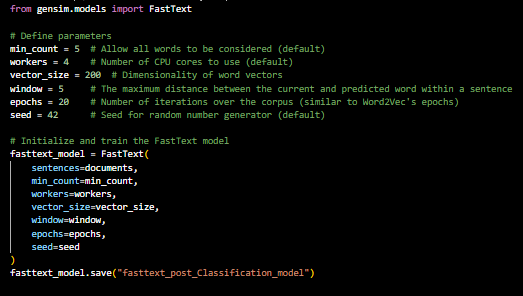 from gensim.models import FastText
# Define parameters
min_count = 5  # Allow all words to be considered (default)
workers = 4    # Number of CPU cores to use (default)
vector_size = 200  # Dimensionality of word vectors
window = 5     # The maximum distance between the current and predicted word within a sentence
epochs = 20    # Number of iterations over the corpus (similar to Word2Vec's epochs)
seed = 42      # Seed for random number generator (default)
# Initialize and train the FastText model
fasttext_model = FastText(
    sentences=documents,
    min_count=min_count,
    workers=workers,
    vector_size=vector_size,
    window=window,
    epochs=epochs,
    seed=seed
)
fasttext_model.save("fasttext_post_Classification_model")